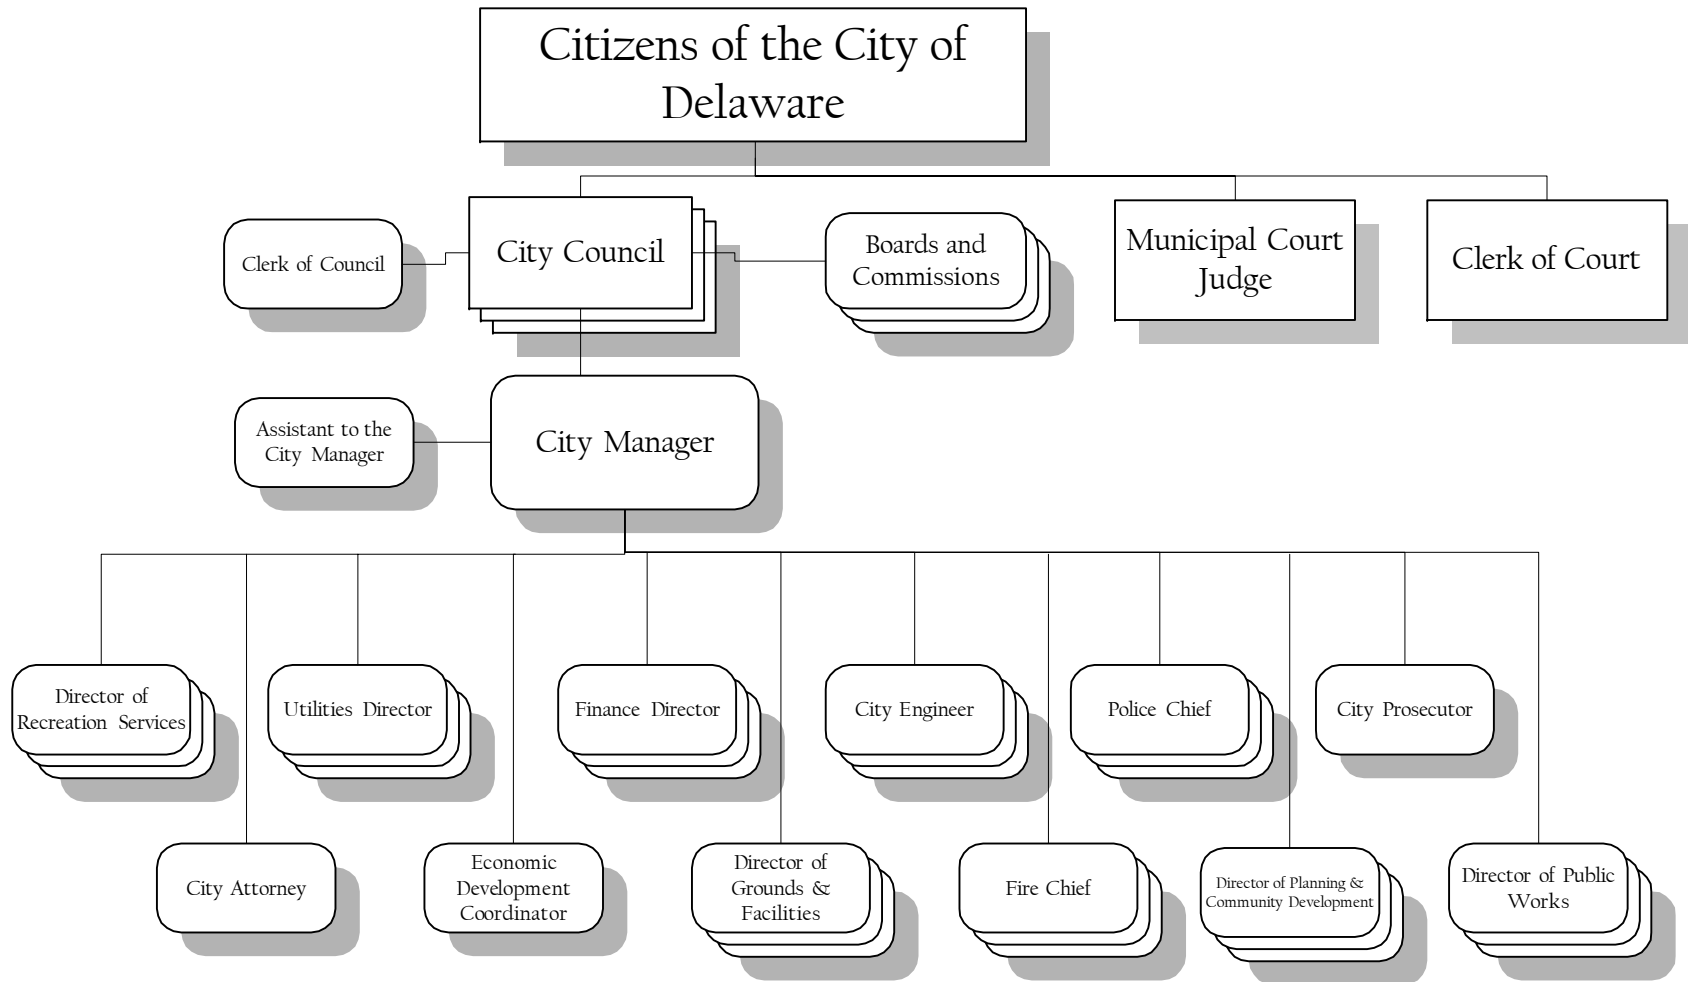 Citizens of the City of
Delaware
Clerk of Council
City Council
Boards and
Commissions
Municipal Court
Judge
Clerk of Court
Assistant to the
City Manager
City Manager
Director of
Recreation Services
Utilities Director
Finance Director
City Engineer
Police Chief
City Prosecutor
City Attorney
Economic
Development
Coordinator
Director of
Grounds &
Facilities
Fire Chief
Director of Planning &
Community Development
Director of Public
Works